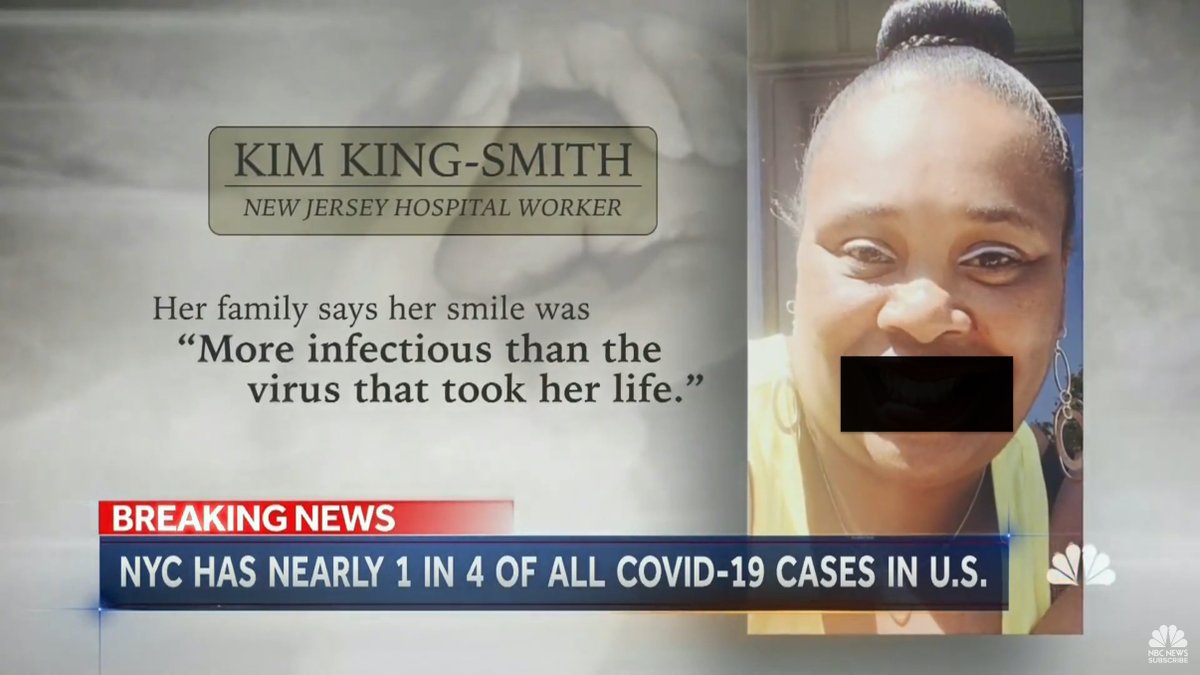 KIM KING-SMITH
NEW JERSEY HOSPITAL WORKER
Her family says her smile was
“More infectious than the
virus that took her life.”
BREAKING NEWS
NYC HAS NEARLY 1 IN 4 OF ALL COVID-19 CASES IN U.S.
NBC NEWS
SUBSCRIBE